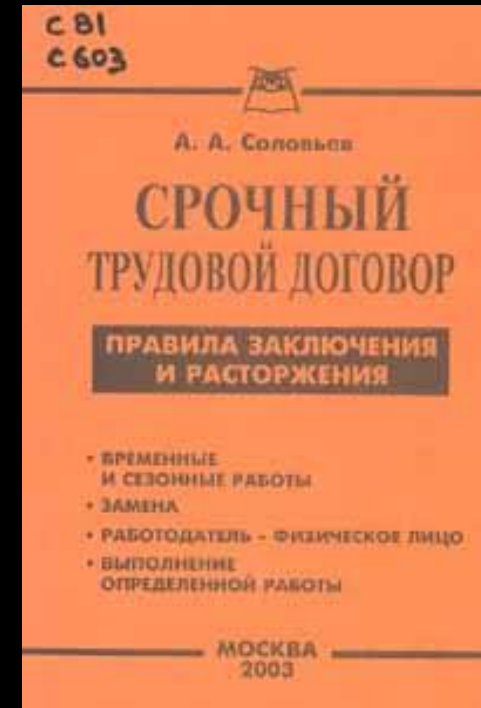 С 81
С 603
А. А. Соловьев
СРОЧНЫЙ
ТРУДОВОЙ ДОГОВОР
ПРАВИЛА ЗАКЛЮЧЕНИЯ
И РАСТОРЖЕНИЯ
• ВРЕМЕННЫЕ
И СЕЗОННЫЕ РАБОТЫ
• ЗАМЕНА
• РАБОТОДАТЕЛЬ - ФИЗИЧЕСКОЕ ЛИЦО
• ВЫПОЛНЕНИЕ
ОПРЕДЕЛЕННОЙ РАБОТЫ
МОСКВА
2003